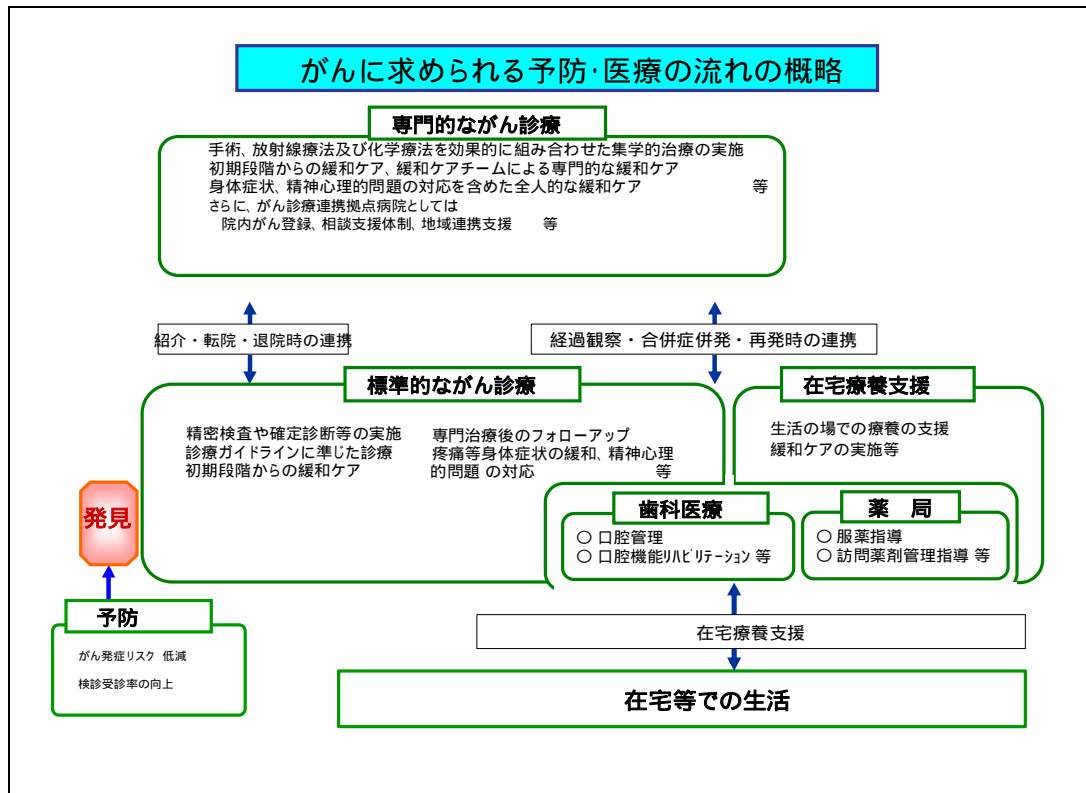 がんに求められる予防・医療の流れの概略
専門的ながん診療
手術、放射線療法及び化学療法を効果的に組み合わせた集学的治療の実施
初期段階からの緩和ケア、緩和ケアチームによる専門的な緩和ケア
身体症状、精神心理的問題の対応を含めた全人的な緩和ケア 等
さらに、がん診療連携拠点病院としては
院内がん登録、相談支援体制、地域連携支援 等
紹介・転院・退院時の連携
経過観察・合併症併発・再発時の連携
標準的ながん診療
精密検査や確定診断等の実施
診療ガイドラインに準じた診療
初期段階からの緩和ケア
専門治療後のフォローアップ
疼痛等身体症状の緩和、精神心理
的問題 の対応 等
在宅療養支援
生活の場での療養の支援
緩和ケアの実施等
歯科医療
○ 口腔管理
○ 口腔機能ﾘﾊﾋﾞﾘﾃｰｼｮﾝ 等
薬 局
○ 服薬指導
○ 訪問薬剤管理指導 等
発見
予防
がん発症リスク 低減
検診受診率の向上
在宅療養支援
在宅等での生活